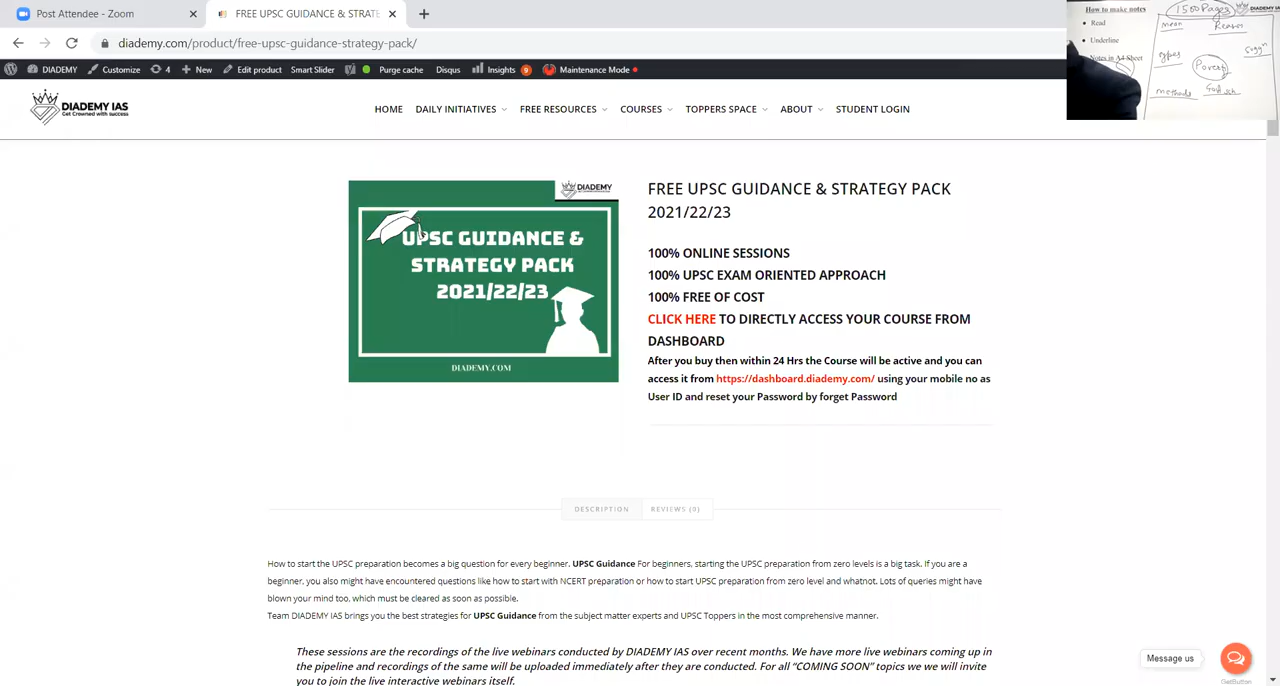 Post Attendee - Zoom
FREE UPSC GUIDANCE & STRATE
diademy.com/product/free-upsc-guidance-strategy-pack/
DIADEMY
Customize
4
New
Edit product
Smart Slider
Purge cache
Disqus
Insights 9
Maintenance Mode
How to make notes
Read
Underline
Notes in A4 Sheet
1500 Pages
DIADEMY
mean
types
Poverty
methods
DIADEMY IAS
Get Crowned with success
HOME
DAILY INITIATIVES
FREE RESOURCES
COURSES
TOPPERS SPACE
ABOUT
STUDENT LOGIN
DIADEMY
UPSC GUIDANCE &
STRATEGY PACK
2021/22/23
DIADEMY.COM
FREE UPSC GUIDANCE & STRATEGY PACK
2021/22/23
100% ONLINE SESSIONS
100% UPSC EXAM ORIENTED APPROACH
100% FREE OF COST
CLICK HERE TO DIRECTLY ACCESS YOUR COURSE FROM
DASHBOARD
After you buy then within 24 Hrs the Course will be active and you can
access it from https://dashboard.diademy.com/ using your mobile no as
User ID and reset your Password by forget Password
DESCRIPTION
REVIEWS (0)
How to start the UPSC preparation becomes a big question for every beginner. UPSC Guidance For beginners, starting the UPSC preparation from zero levels is a big task. If you are a
beginner, you also might have encountered questions like how to start with NCERT preparation or how to start UPSC preparation from zero level and whatnot. Lots of queries might have
blown your mind too, which must be cleared as soon as possible.
Team DIADEMY IAS brings you the best strategies for UPSC Guidance from the subject matter experts and UPSC Toppers in the most comprehensive manner.
These sessions are the recordings of the live webinars conducted by DIADEMY IAS over recent months. We have more live webinars coming up
in the pipeline and recordings of the same will be uploaded immediately after they are conducted. For all “COMING SOON” topics we we will invite
you to join the live interactive webinars itself.
Message us
GetButton